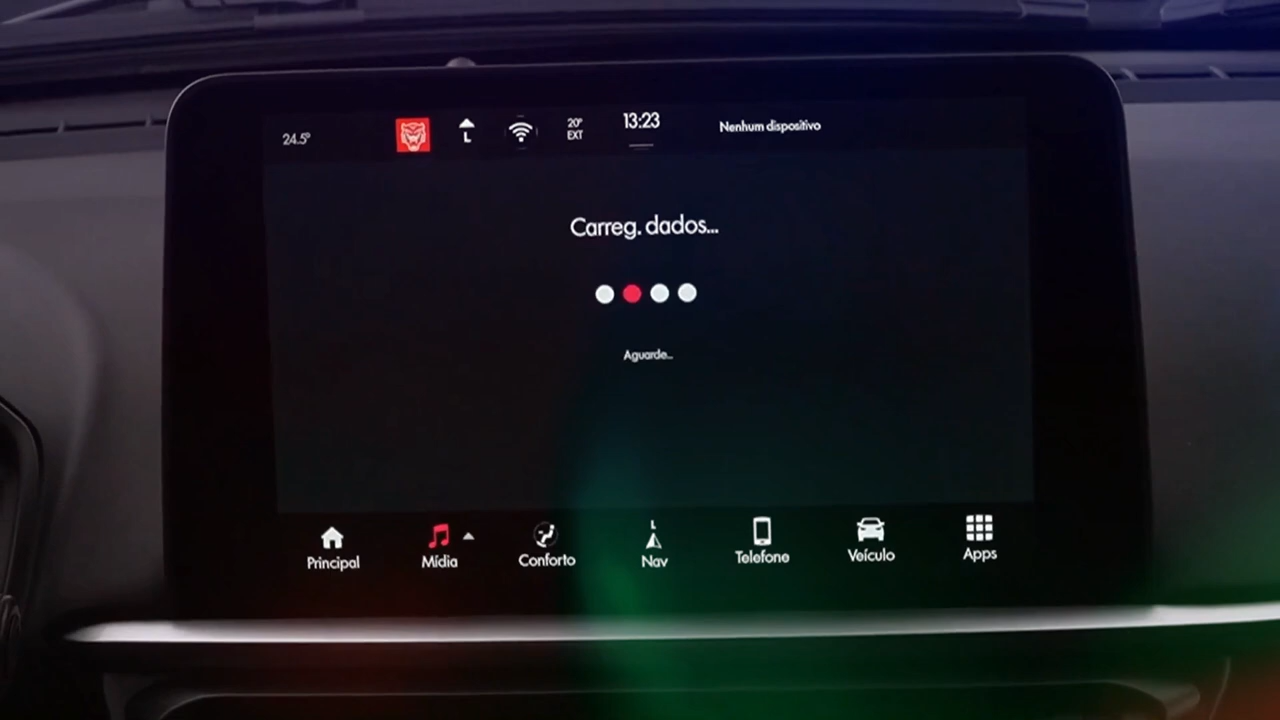 24.5°
L
20°
EXT
13:23
Nenhum dispositivo
Carreg. dados...
Aguarde...
Principal
Mídia
Conforto
L
Nav
Telefone
Veículo
Apps